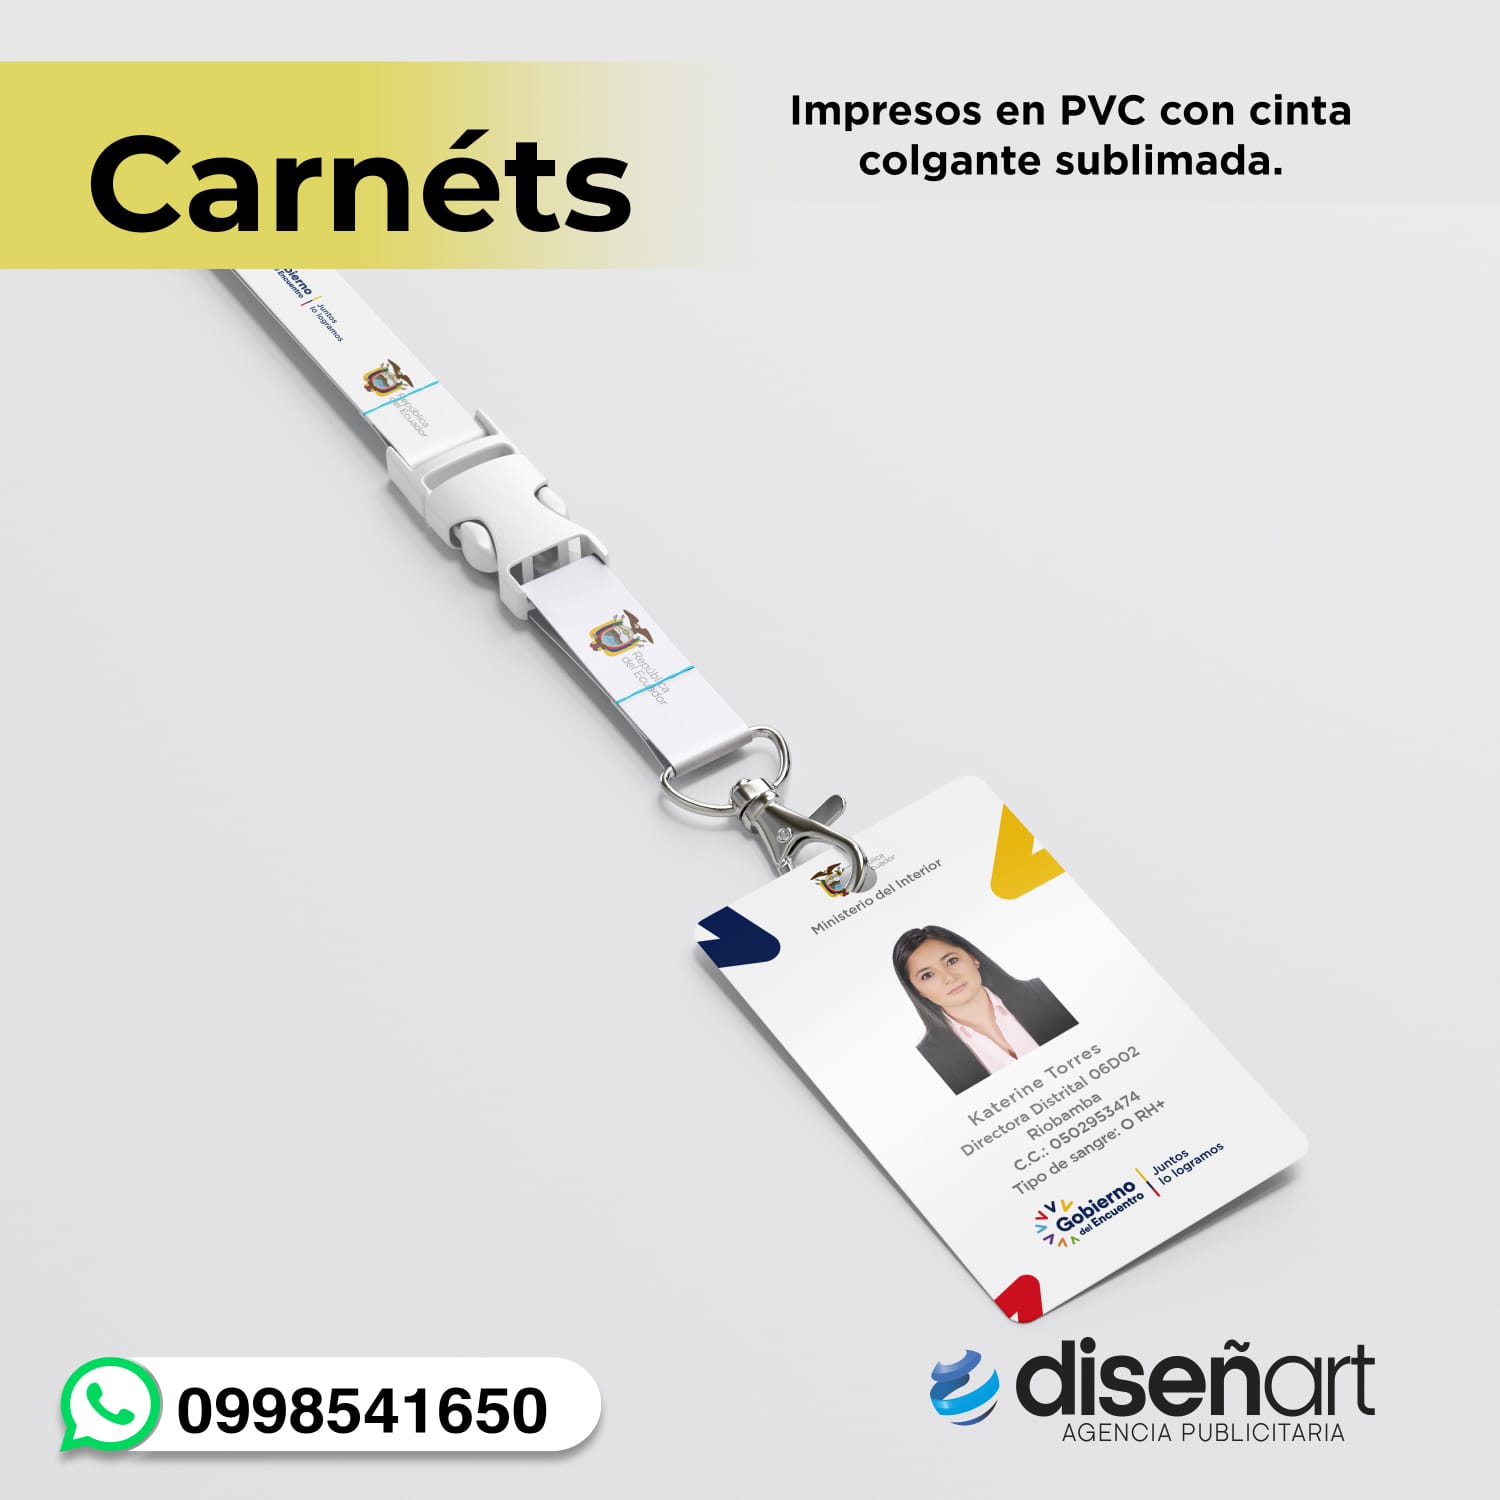 Carnéts
Impresos en PVC con cinta
colgante sublimada.
Gobierno
Encuentro
Juntos
lo logramos
República
del Ecuador
República
del Ecuador
Ministerio del Interior
Katerine Torres
Directora Distrital 06D02
Riobamba
C.C.: 0502953474
Tipo de sangre: O RH+
Gobierno
del Encuentro
Juntos
lo logramos
0998541650
diseñart
AGENCIA PUBLICITARIA